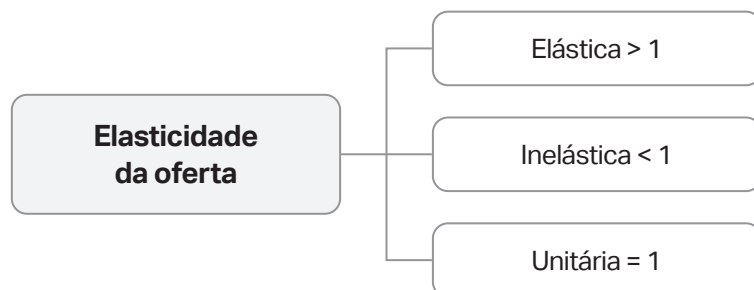 Elasticidade
da oferta
Elástica > 1
Inelástica < 1
Unitária = 1